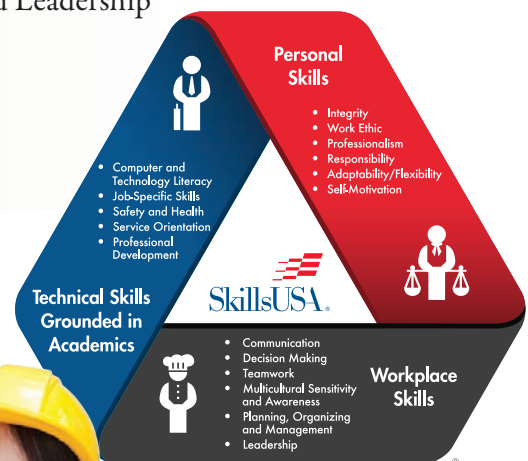 d Leadership
Personal
Skills
• Integrity
• Work Ethic
• Professionalism
• Responsibility
• Adaptability/Flexibility
• Self-Motivation
• Computer and
Technology Literacy
• Job-Specific Skills
• Safety and Health
• Service Orientation
• Professional
Development
Technical Skills
Grounded in
Academics
SkillsUSA®
• Communication
• Decision Making
• Teamwork
• Multicultural Sensitivity
and Awareness
• Planning, Organizing
and Management
• Leadership
Workplace
Skills